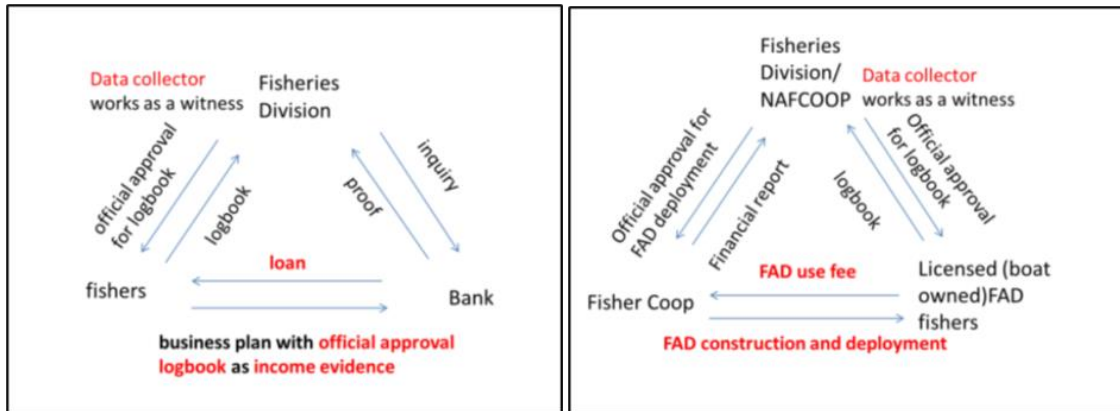 Data collector
works as a witness
Fisheries
Division
official approval
for logbook
logbook
inquiry
proof
loan
fishers
Bank
business plan with official approval
logbook as income evidence
Fisheries
Division/
NAFCOOP
Data collector
works as a witness
Official approval for
FAD deployment
Financial report
logbook
Official approval
for logbook
FAD use fee
Fisher Coop
Licensed (boat
owned)FAD
fishers
FAD construction and deployment